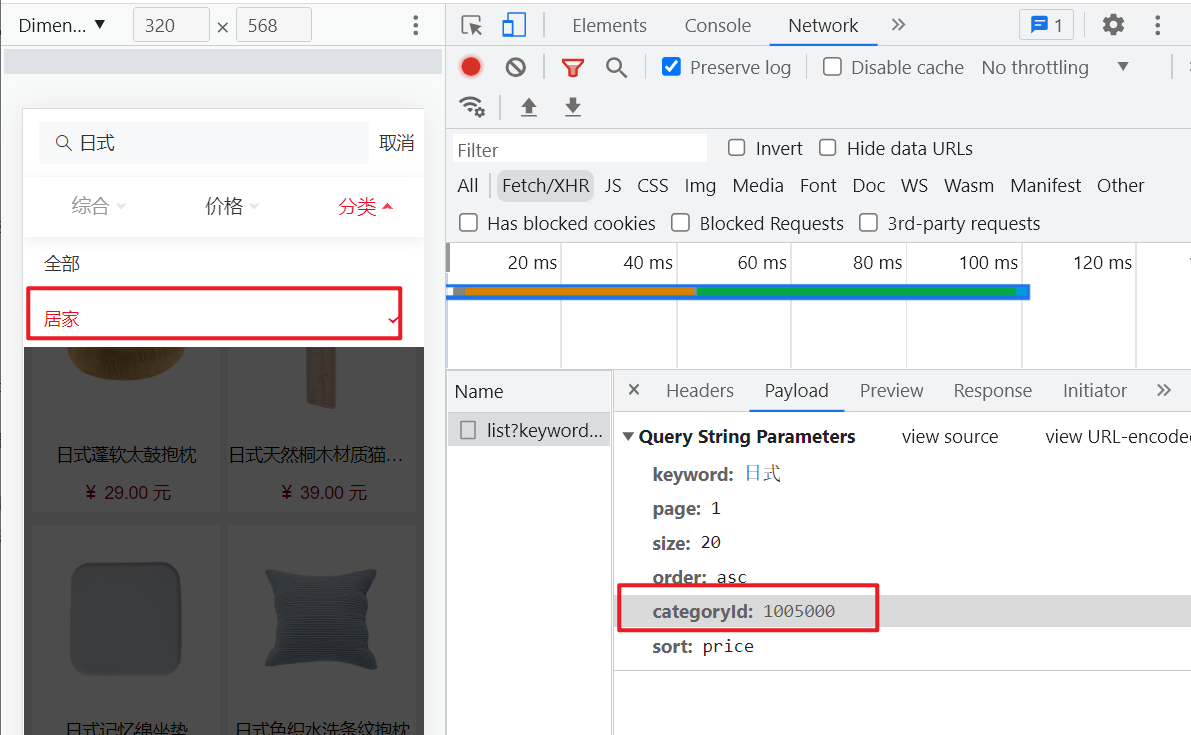 Dimen... ▼ 320 × 568
日式 取消
综合 价格 分类
全部
居家
日式蓬软太鼓抱枕 日式天然桐木材质猫…
¥ 29.00 元 ¥ 39.00 元
日式记忆绵坐垫 日式色织水洗条纹抱枕
Elements Console Network » 1
Preserve log Disable cache No throttling ▼
Filter Invert Hide data URLs
All Fetch/XHR JS CSS Img Media Font Doc WS Wasm Manifest Other
Has blocked cookies Blocked Requests 3rd-party requests
20 ms 40 ms 60 ms 80 ms 100 ms 120 ms
Name × Headers Payload Preview Response Initiator »
list?keyword...
▼ Query String Parameters view source view URL-encoded
keyword: 日式
page: 1
size: 20
order: asc
categoryId: 1005000
sort: price